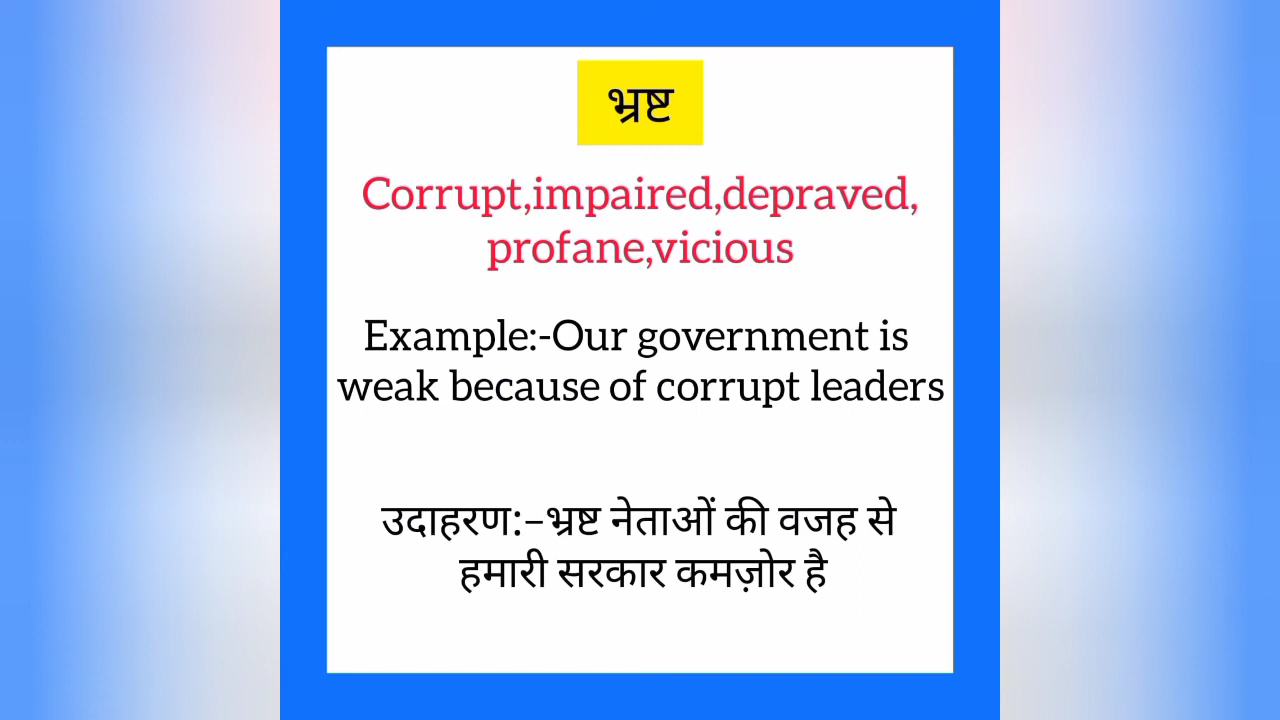 भ्रष्ट
Corrupt,impaired,depraved,
profane,vicious
Example:-Our government is
weak because of corrupt leaders
उदाहरण:–भ्रष्ट नेताओं की वजह से
हमारी सरकार कमज़ोर है